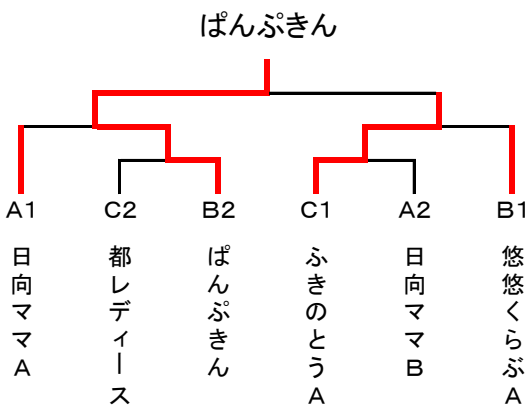 ぱんぷきん
A1
C2
B2
C1
A2
B1
日向ママA
都レディース
ぱんぷきん
ふきのとうA
日向ママB
悠悠くらぶA